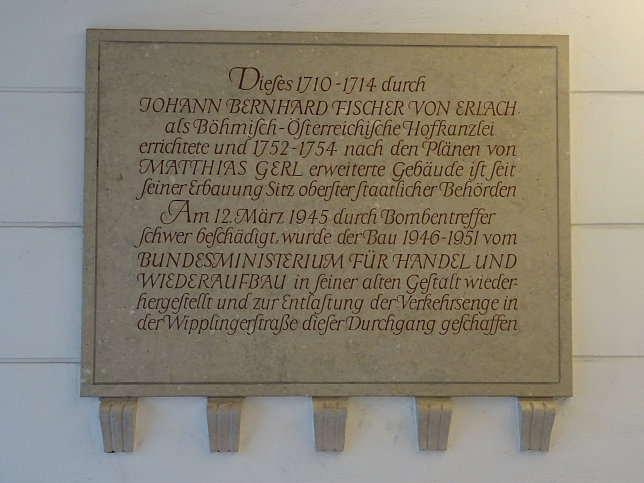 Dieſes 1710-1714 durch
JOHANN BERNHARD FISCHER VON ERLACH
als Böhmiſch-Öſterreichiſche Hofkanzlei
errichtete und 1752-1754 nach den Plänen von
MATTHIAS GERL erweiterte Gebäude iſt ſeit
ſeiner Erbauung Sitz oberſter ſtaatlicher Behörden
Am 12. März 1945 durch Bombentreffer
ſchwer beſchädigt, wurde der Bau 1946-1951 vom
BUNDESMINISTERIUM FÜR HANDEL UND
WIEDERAUFBAU in ſeiner alten Geſtalt wieder-
hergeſtellt und zur Entlaſtung der Verkehrsenge in
der Wipplingerſtraße dieſer Durchgang geſchaffen